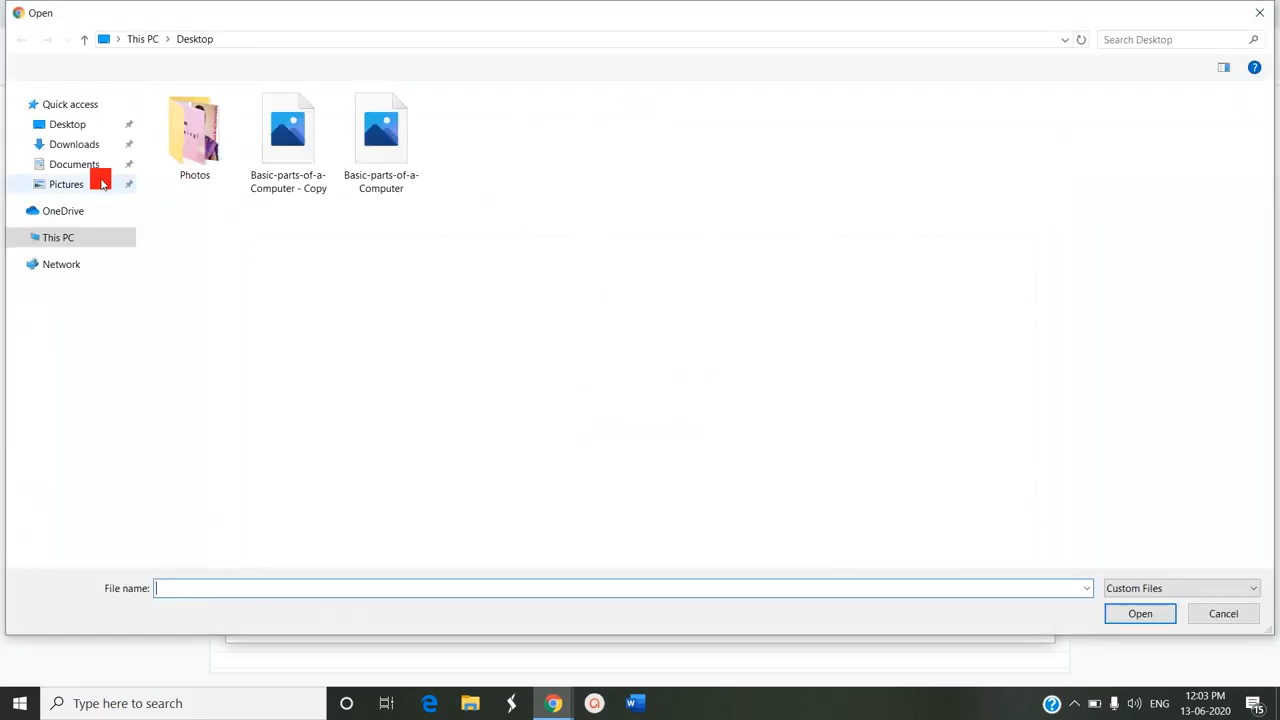 Open
This PC > Desktop
Search Desktop
Quick access
Desktop
Downloads
Documents
Pictures
OneDrive
This PC
Network
Photos
Basic-parts-of-a-
Computer - Copy
Basic-parts-of-a-
Computer
File name:
Custom Files
Open
Cancel
Type here to search
ENG
12:03 PM
13-06-2020
15